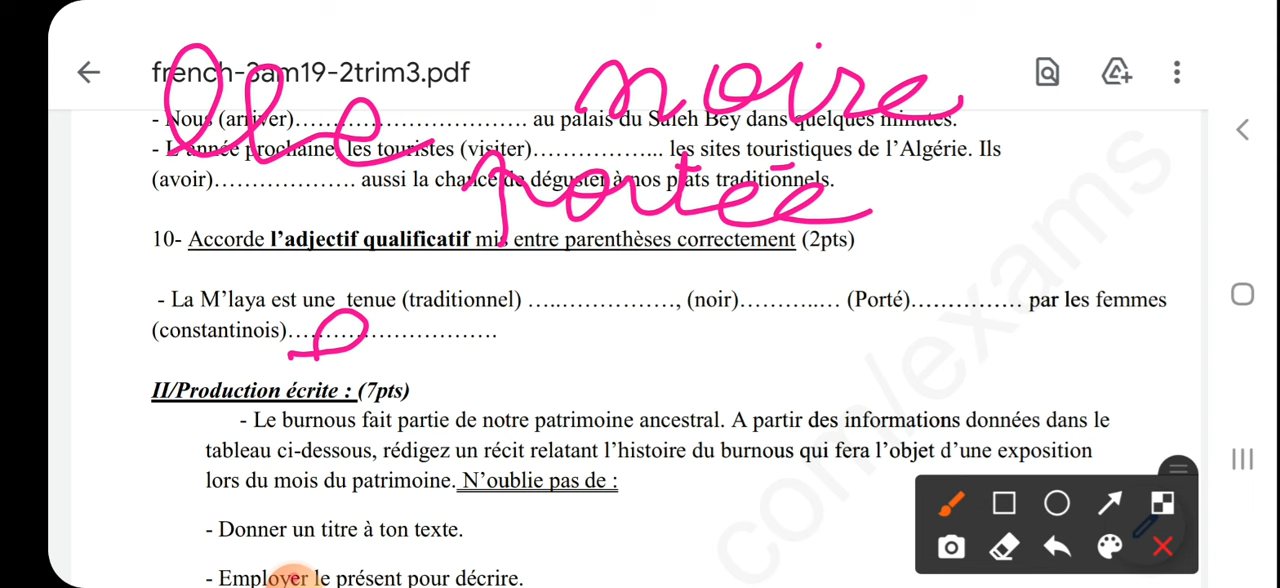 french-3am19-2trim3.pdf
lle noire
- Nous (arriver)……………………………. au palais du Saleh Bey dans quelques minutes.
- L'année prochaine, les touristes (visiter)……………... les sites touristiques de l'Algérie. Ils
(avoir)………………. aussi la chance de déguster à nos plats traditionnels.
portée
10- Accorde l'adjectif qualificatif mis entre parenthèses correctement (2pts)
- La M'laya est une tenue (traditionnel) …..……………, (noir)………..… (Porté)…………… par les femmes
(constantinois)……………………….
II/Production écrite : (7pts)
- Le burnous fait partie de notre patrimoine ancestral. A partir des informations données dans le
tableau ci-dessous, rédigez un récit relatant l'histoire du burnous qui fera l'objet d'une exposition
lors du mois du patrimoine. N'oublie pas de :
- Donner un titre à ton texte.
- Employer le présent pour décrire.
com/exams